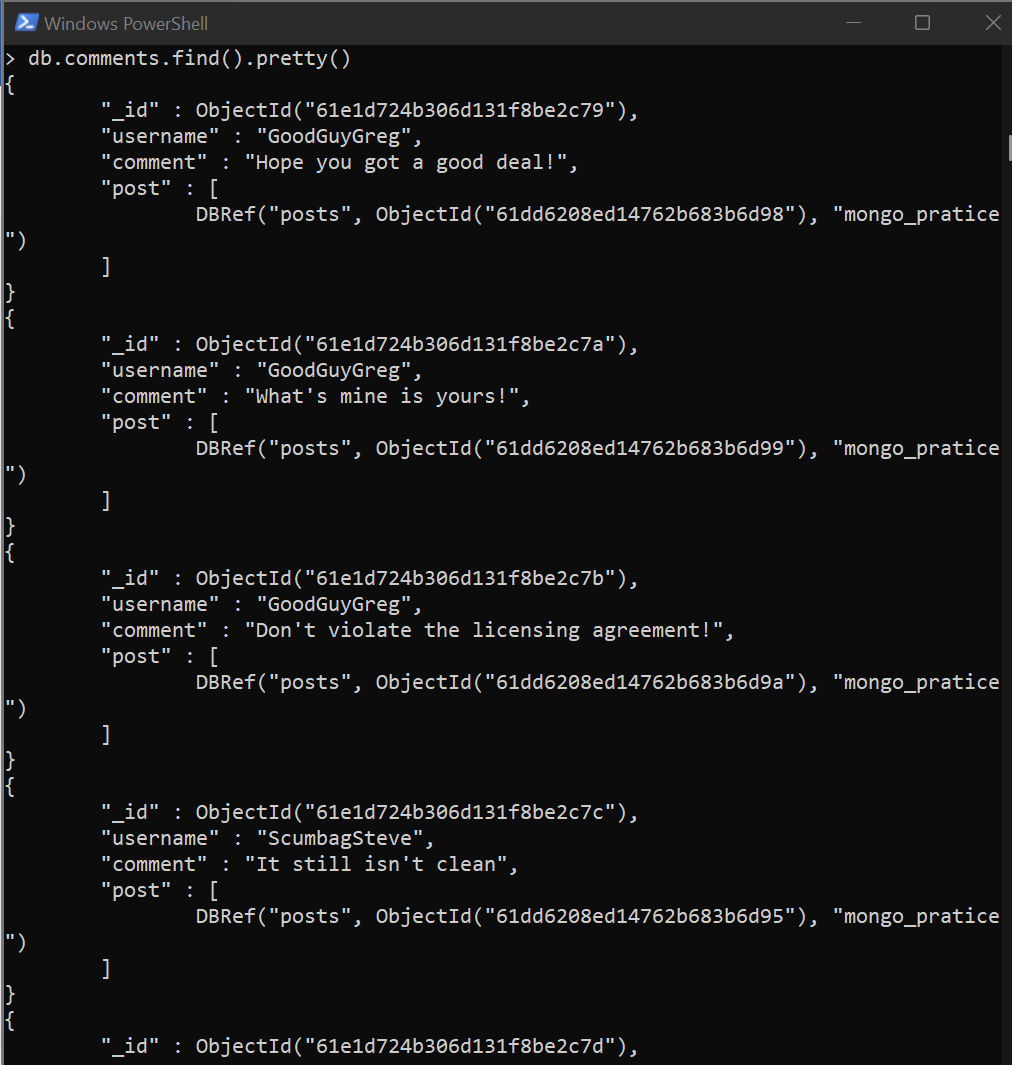 Windows PowerShell
> db.comments.find().pretty()
{
        "_id" : ObjectId("61e1d724b306d131f8be2c79"),
        "username" : "GoodGuyGreg",
        "comment" : "Hope you got a good deal!",
        "post" : [
                DBRef("posts", ObjectId("61dd6208ed14762b683b6d98"), "mongo_pratice
")
        ]
}
{
        "_id" : ObjectId("61e1d724b306d131f8be2c7a"),
        "username" : "GoodGuyGreg",
        "comment" : "What's mine is yours!",
        "post" : [
                DBRef("posts", ObjectId("61dd6208ed14762b683b6d99"), "mongo_pratice
")
        ]
}
{
        "_id" : ObjectId("61e1d724b306d131f8be2c7b"),
        "username" : "GoodGuyGreg",
        "comment" : "Don't violate the licensing agreement!",
        "post" : [
                DBRef("posts", ObjectId("61dd6208ed14762b683b6d9a"), "mongo_pratice
")
        ]
}
{
        "_id" : ObjectId("61e1d724b306d131f8be2c7c"),
        "username" : "ScumbagSteve",
        "comment" : "It still isn't clean",
        "post" : [
                DBRef("posts", ObjectId("61dd6208ed14762b683b6d95"), "mongo_pratice
")
        ]
}
{
        "_id" : ObjectId("61e1d724b306d131f8be2c7d"),